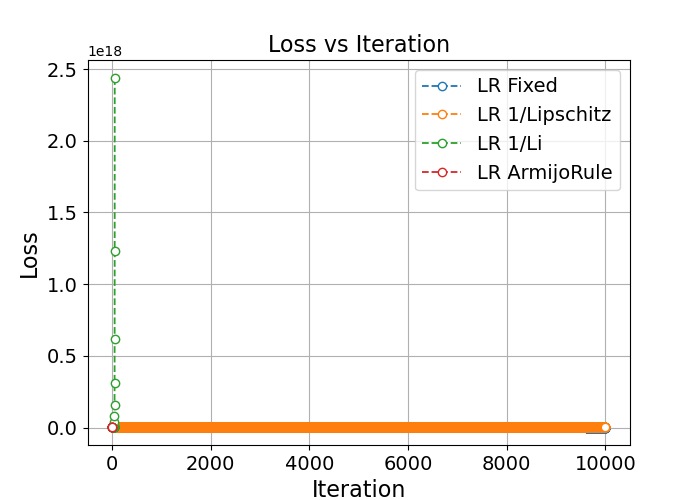 Loss vs Iteration
1e18
2.5
2.0
1.5
1.0
0.5
0.0
Loss
LR Fixed
LR 1/Lipschitz
LR 1/Li
LR ArmijoRule
0 2000 4000 6000 8000 10000
Iteration